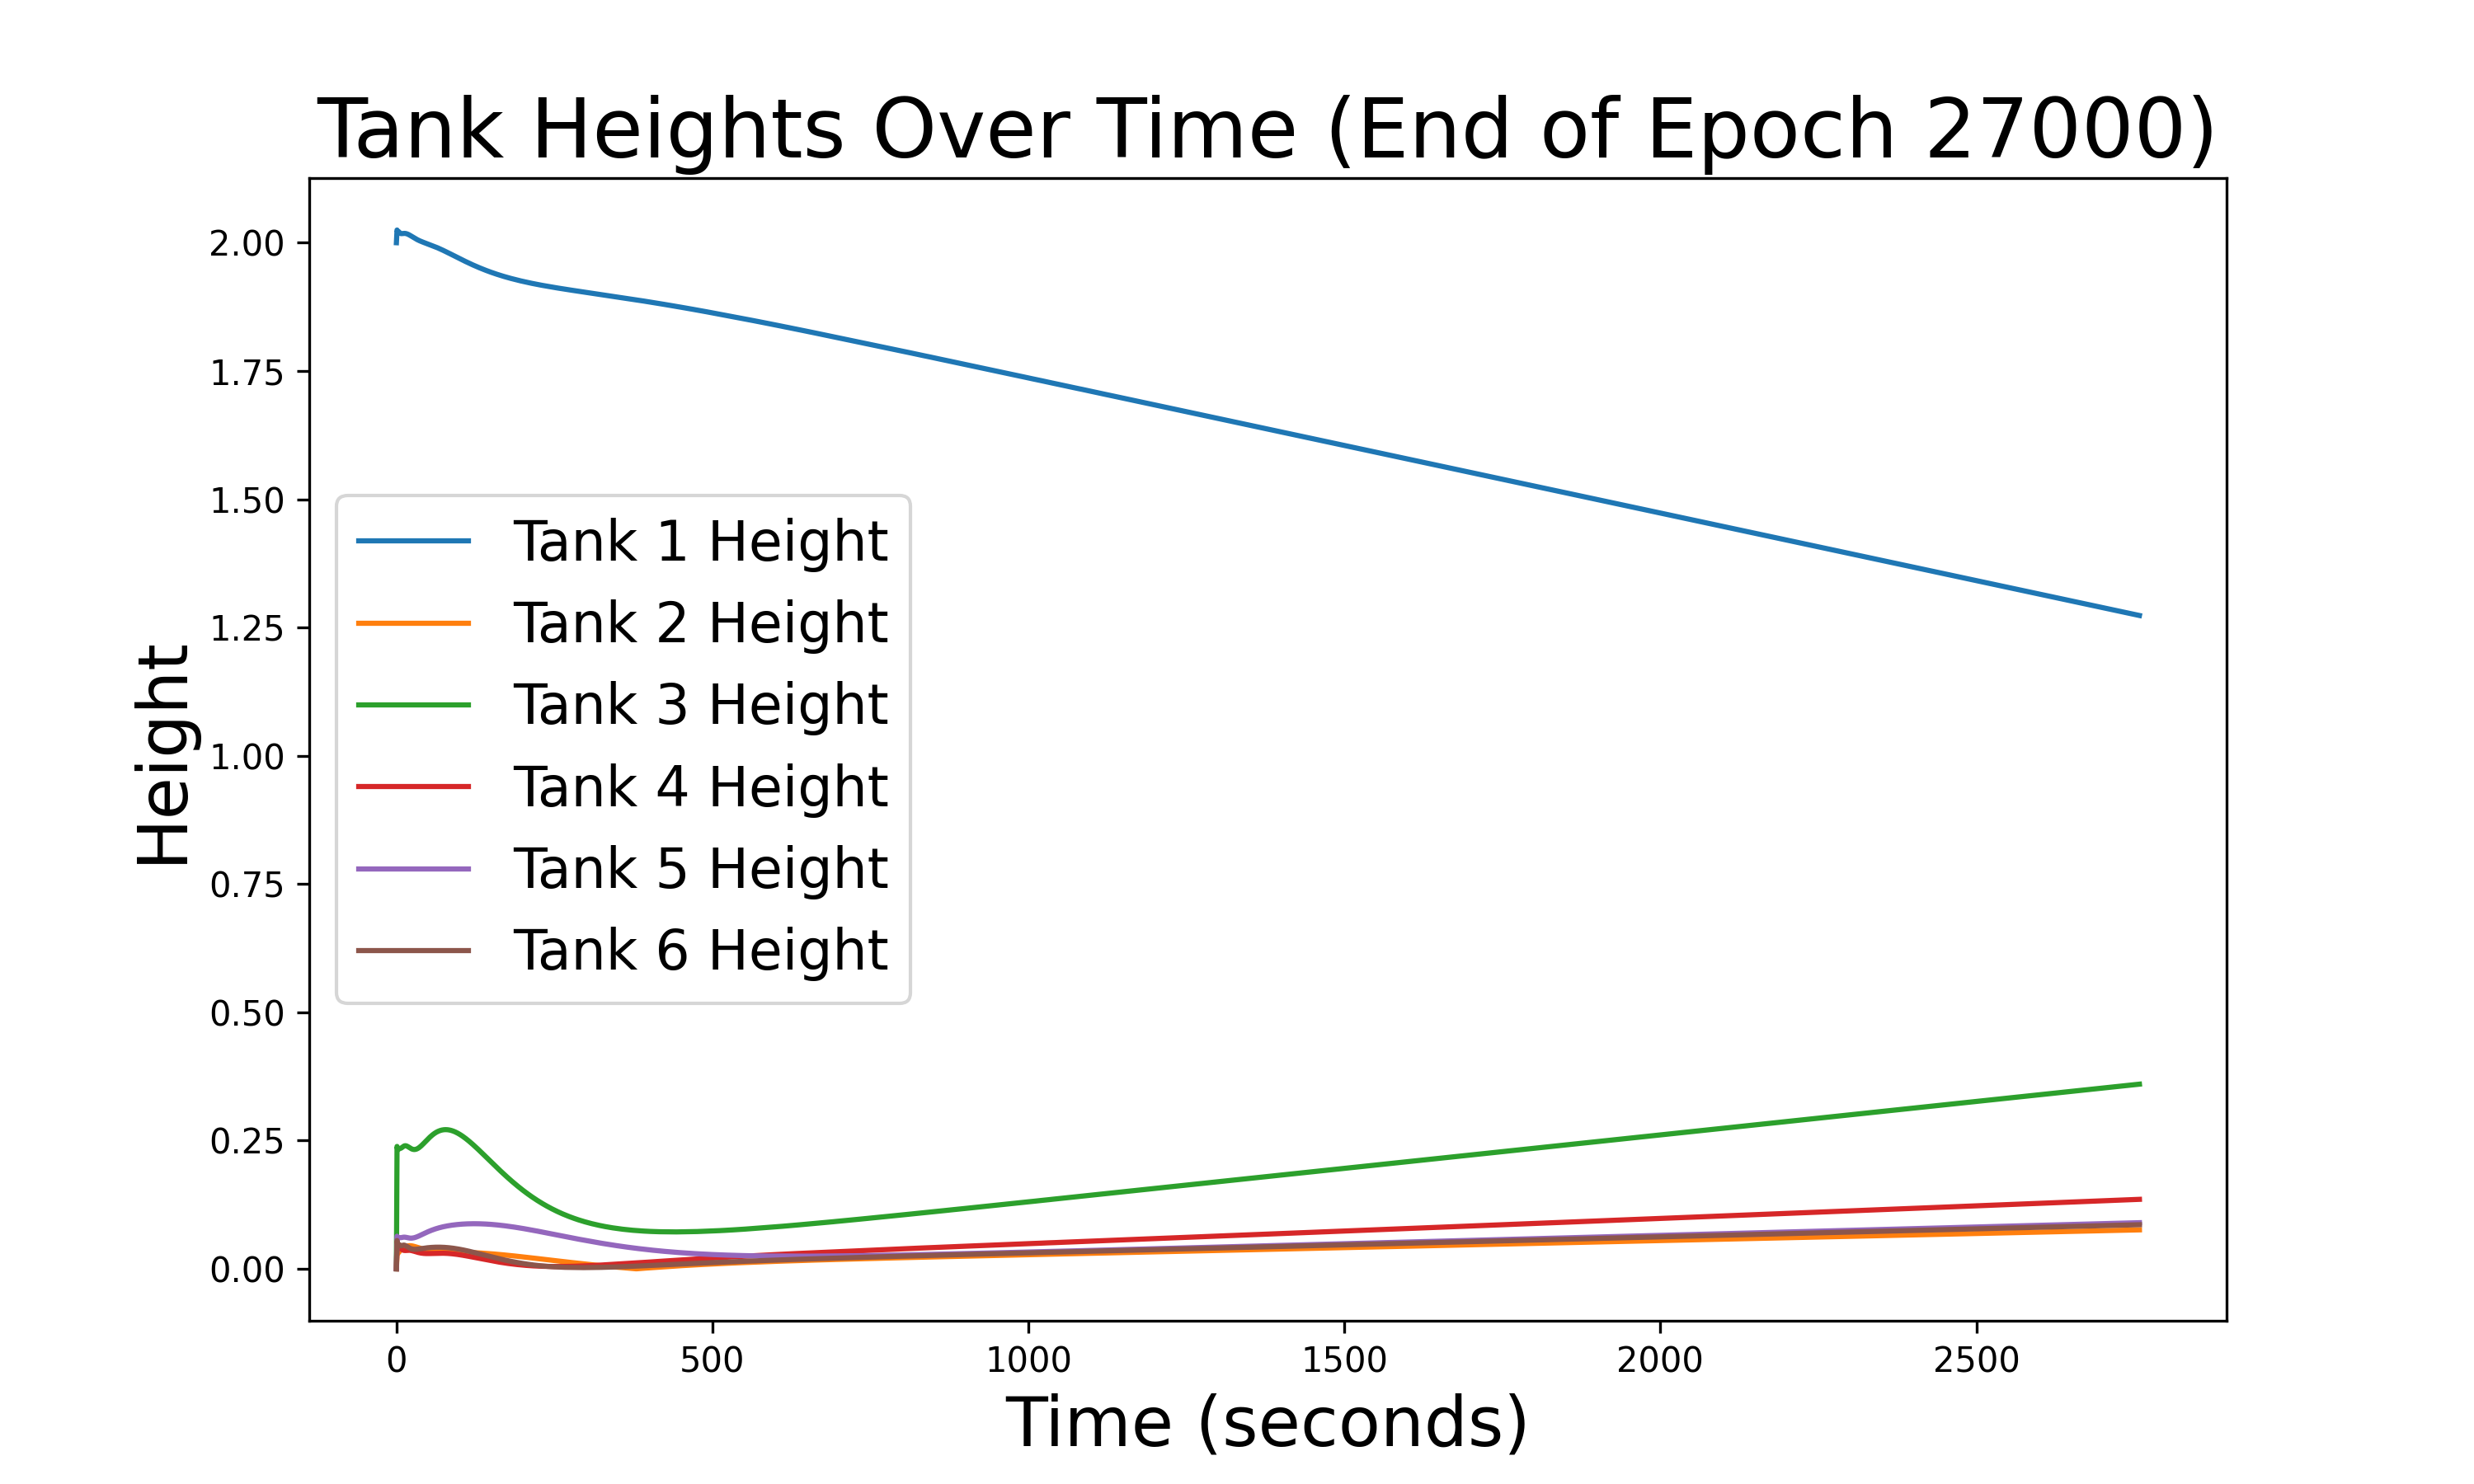 Tank Heights Over Time (End of Epoch 27000)
Height
2.00
1.75
1.50
1.25
1.00
0.75
0.50
0.25
0.00
Tank 1 Height
Tank 2 Height
Tank 3 Height
Tank 4 Height
Tank 5 Height
Tank 6 Height
0 500 1000 1500 2000 2500
Time (seconds)